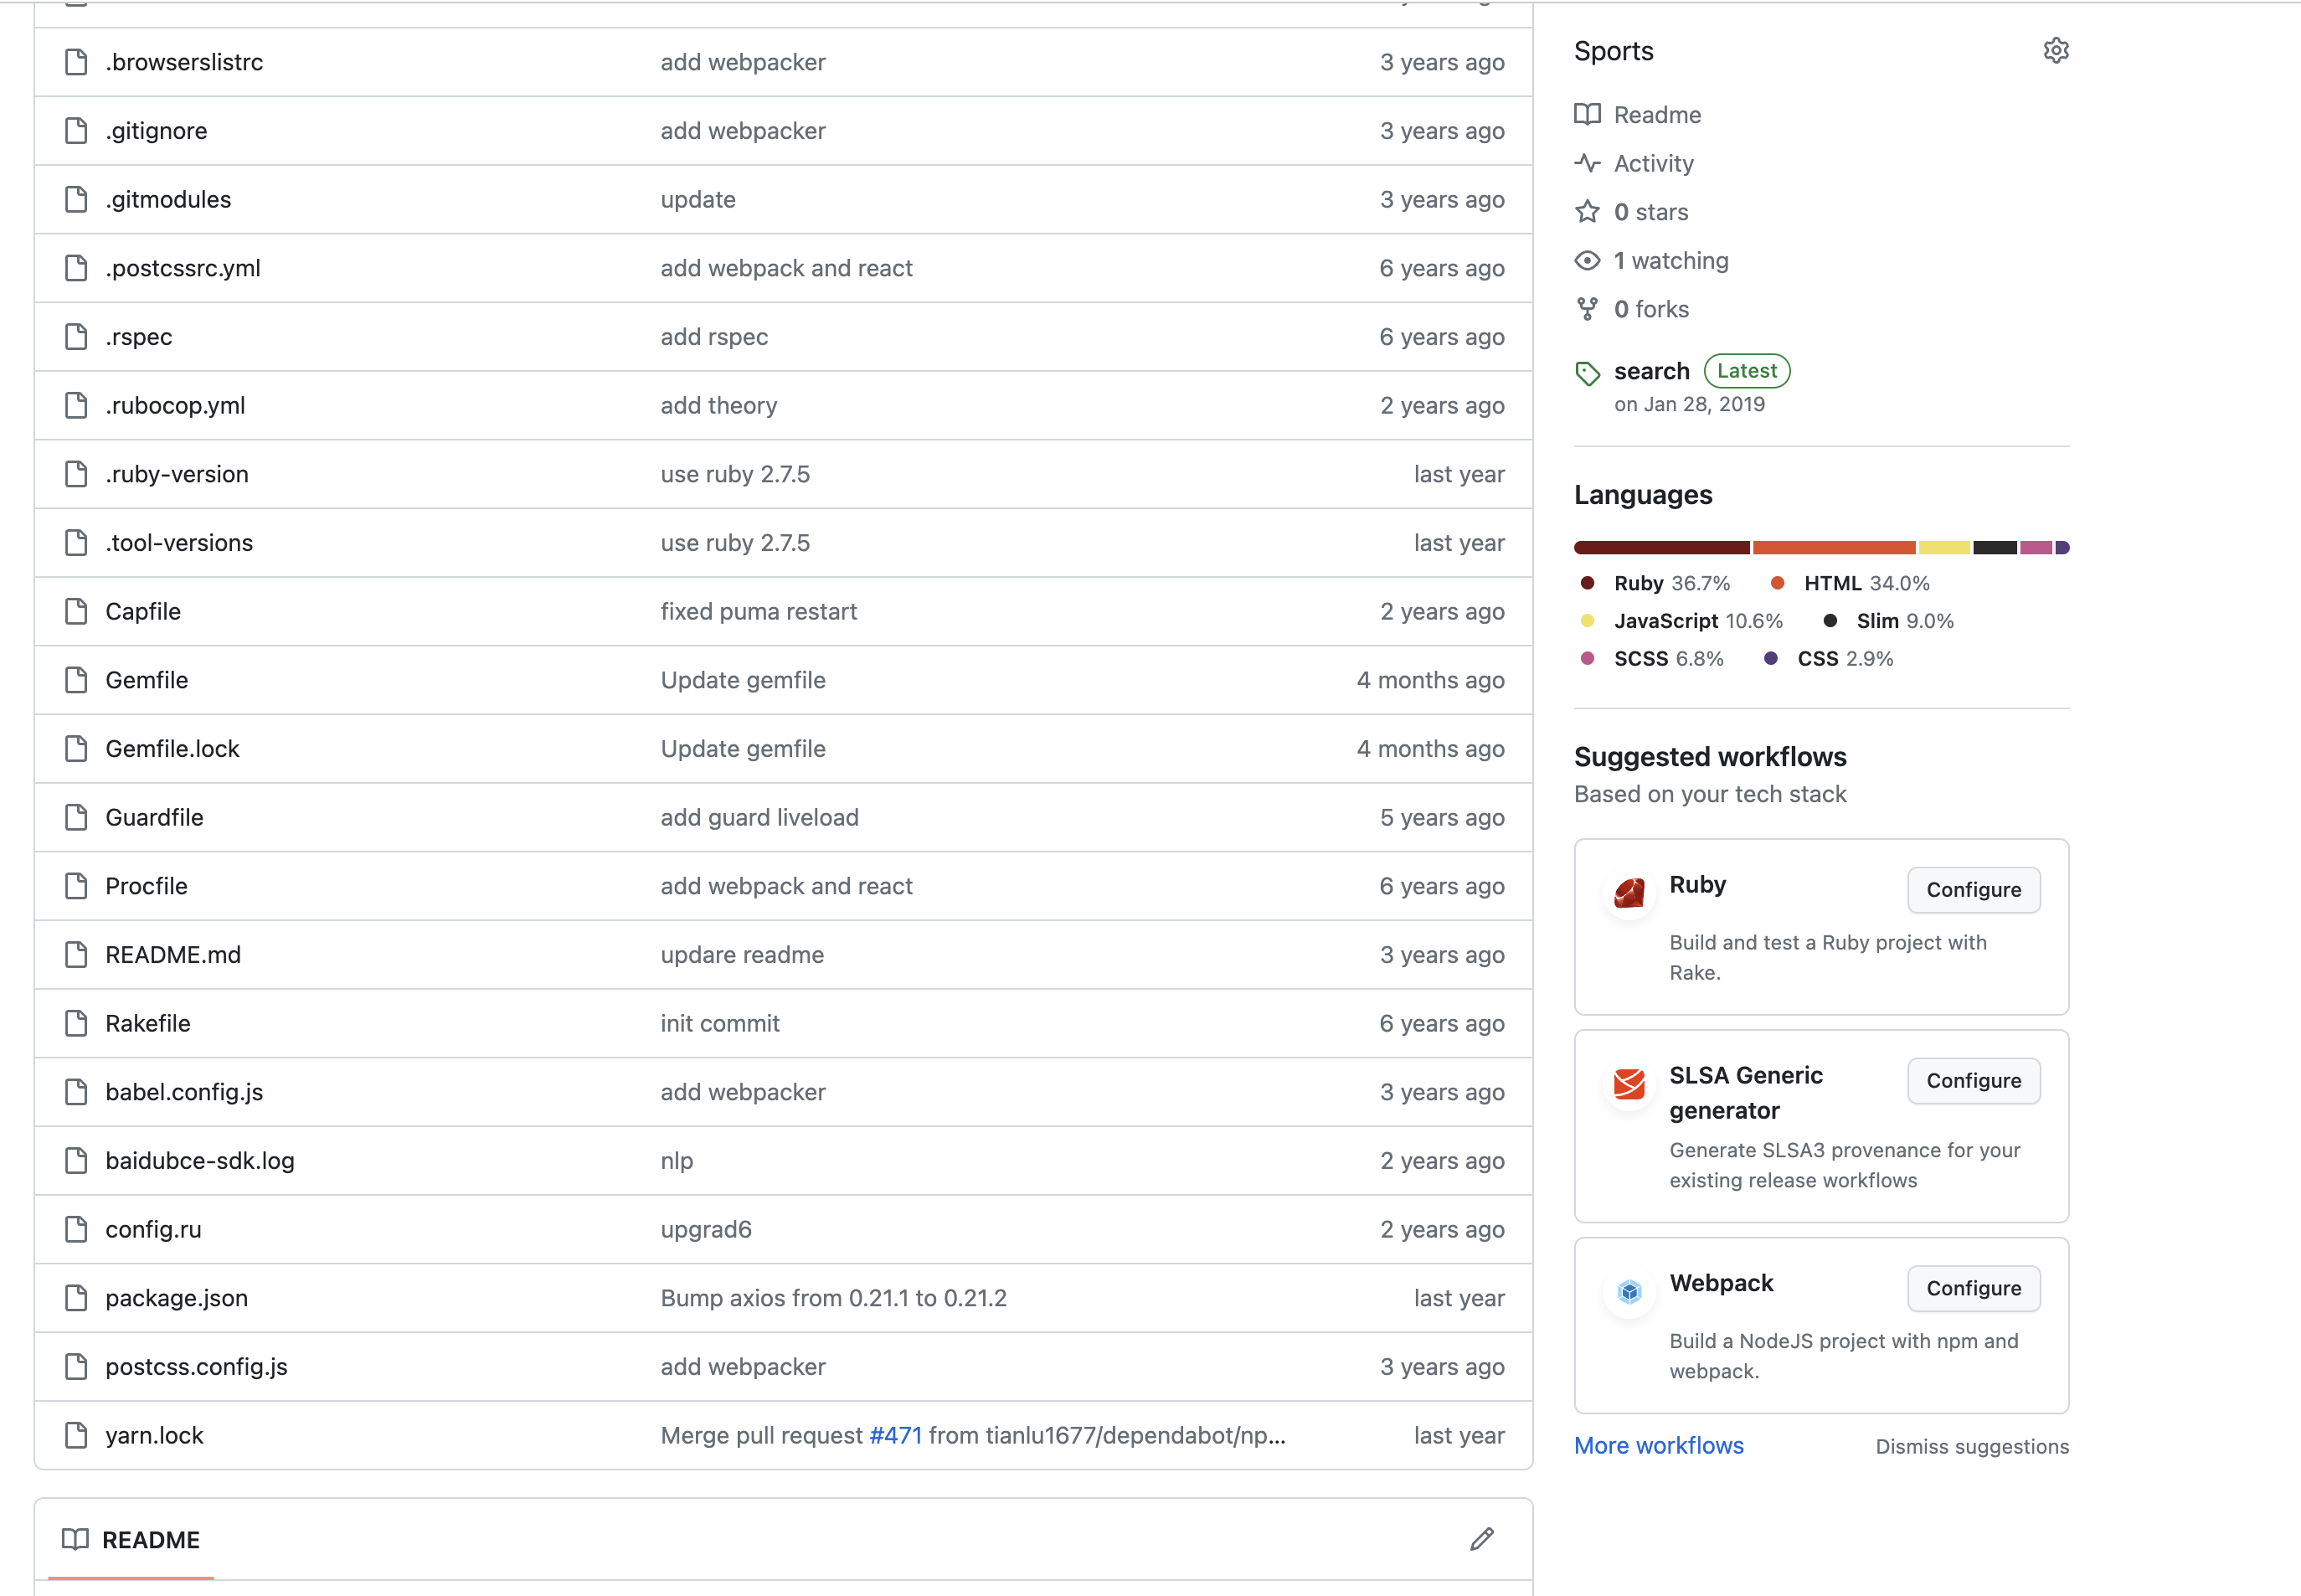 .browserslistrc add webpacker 3 years ago
.gitignore add webpacker 3 years ago
.gitmodules update 3 years ago
.postcssrc.yml add webpack and react 6 years ago
.rspec add rspec 6 years ago
.rubocop.yml add theory 2 years ago
.ruby-version use ruby 2.7.5 last year
.tool-versions use ruby 2.7.5 last year
Capfile fixed puma restart 2 years ago
Gemfile Update gemfile 4 months ago
Gemfile.lock Update gemfile 4 months ago
Guardfile add guard liveload 5 years ago
Procfile add webpack and react 6 years ago
README.md updare readme 3 years ago
Rakefile init commit 6 years ago
babel.config.js add webpacker 3 years ago
baidubce-sdk.log nlp 2 years ago
config.ru upgrad6 2 years ago
package.json Bump axios from 0.21.1 to 0.21.2 last year
postcss.config.js add webpacker 3 years ago
yarn.lock Merge pull request #471 from tianlu1677/dependabot/np... last year
README
Sports
Readme
Activity
0 stars
1 watching
0 forks
search Latest
on Jan 28, 2019
Languages
Ruby 36.7% HTML 34.0%
JavaScript 10.6% Slim 9.0%
SCSS 6.8% CSS 2.9%
Suggested workflows
Based on your tech stack
Ruby Configure
Build and test a Ruby project with
Rake.
SLSA Generic Configure
generator
Generate SLSA3 provenance for your
existing release workflows
Webpack Configure
Build a NodeJS project with npm and
webpack.
More workflows Dismiss suggestions